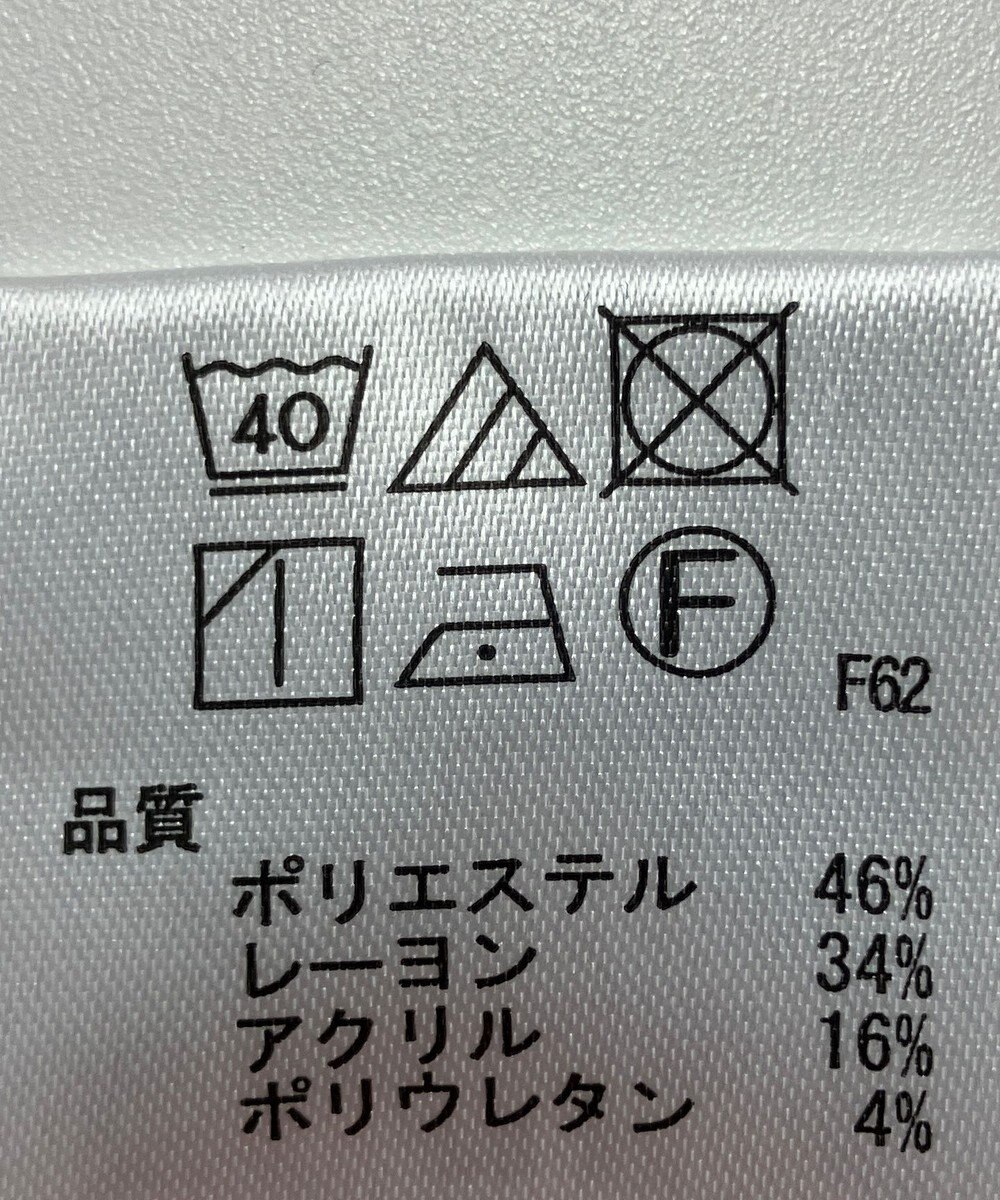 40
F
F62
品質
ポリエステル 46%
レーヨン 34%
アクリル 16%
ポリウレタン 4%